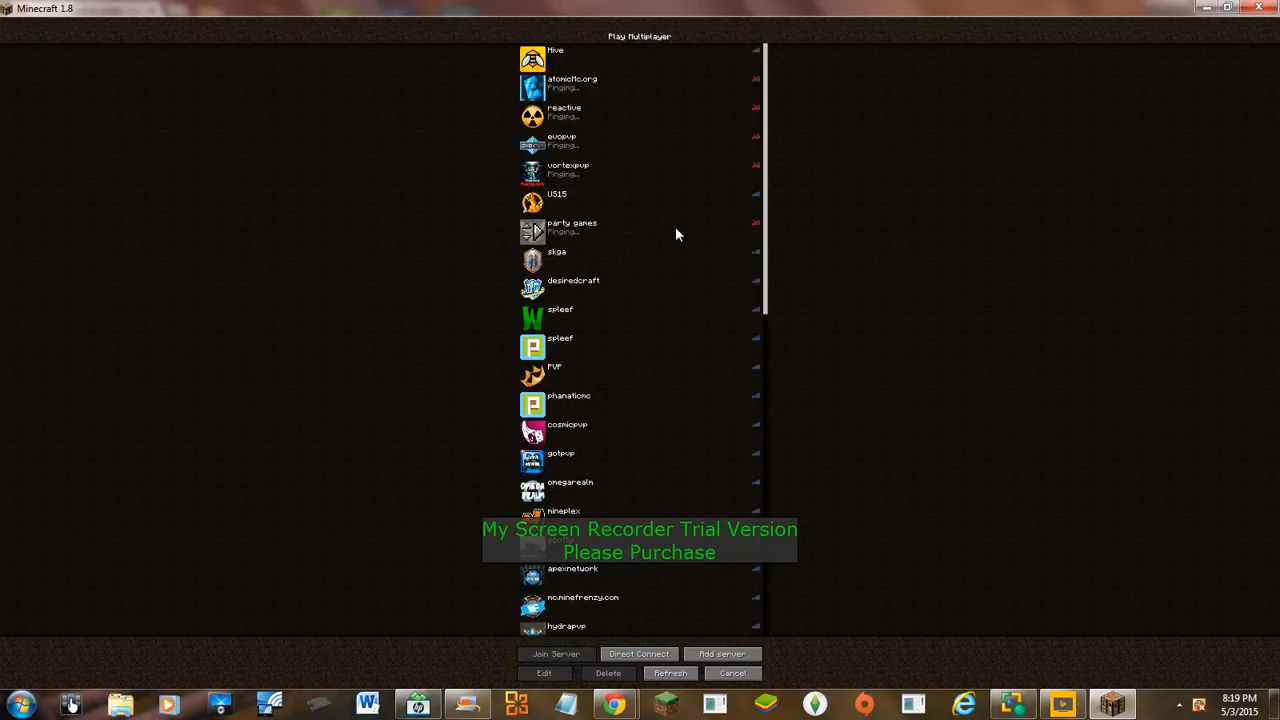 Minecraft 1.8
Play Multiplayer
Hive
atomicMc.org
Pinging...
reactive
Pinging...
evopvp
Pinging...
vortexpvp
Pinging...
US15
party games
Pinging...
skga
desiredcraft
spleef
spleef
PVP
phanaticmc
cosmicpvp
gotpvp
omegarealm
mineplex
My Screen Recorder Trial Version
Please Purchase
apexnetwork
mc.minefrenzy.com
hydrapvp
Join Server Direct Connect Add server
Edit Delete Refresh Cancel
8:19 PM
5/3/2015